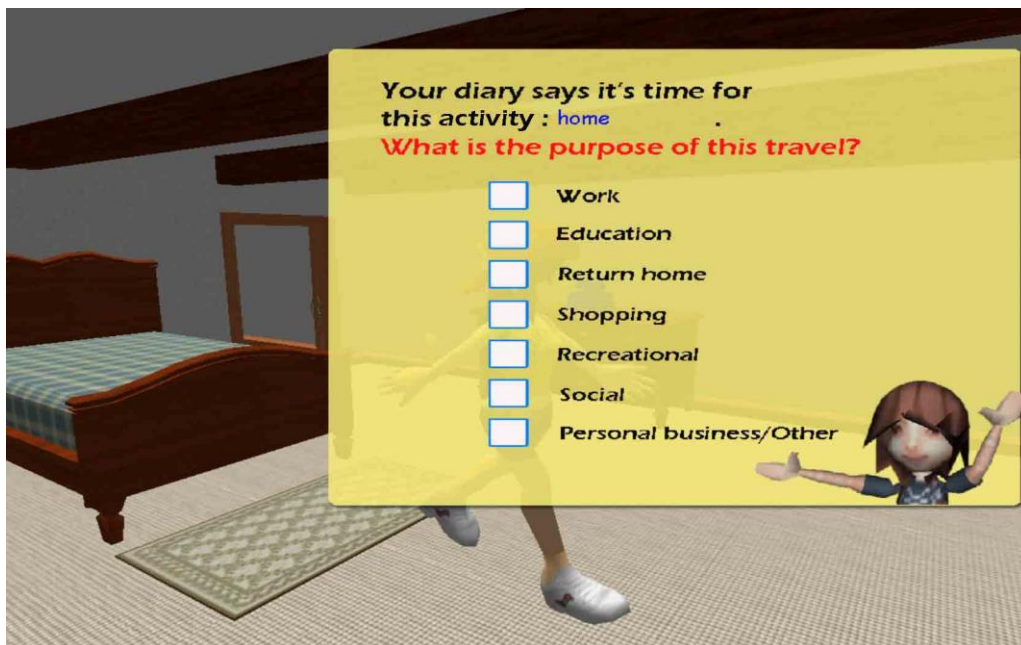 Your diary says it's time for
this activity : home .
What is the purpose of this travel?
Work
Education
Return home
Shopping
Recreational
Social
Personal business/Other